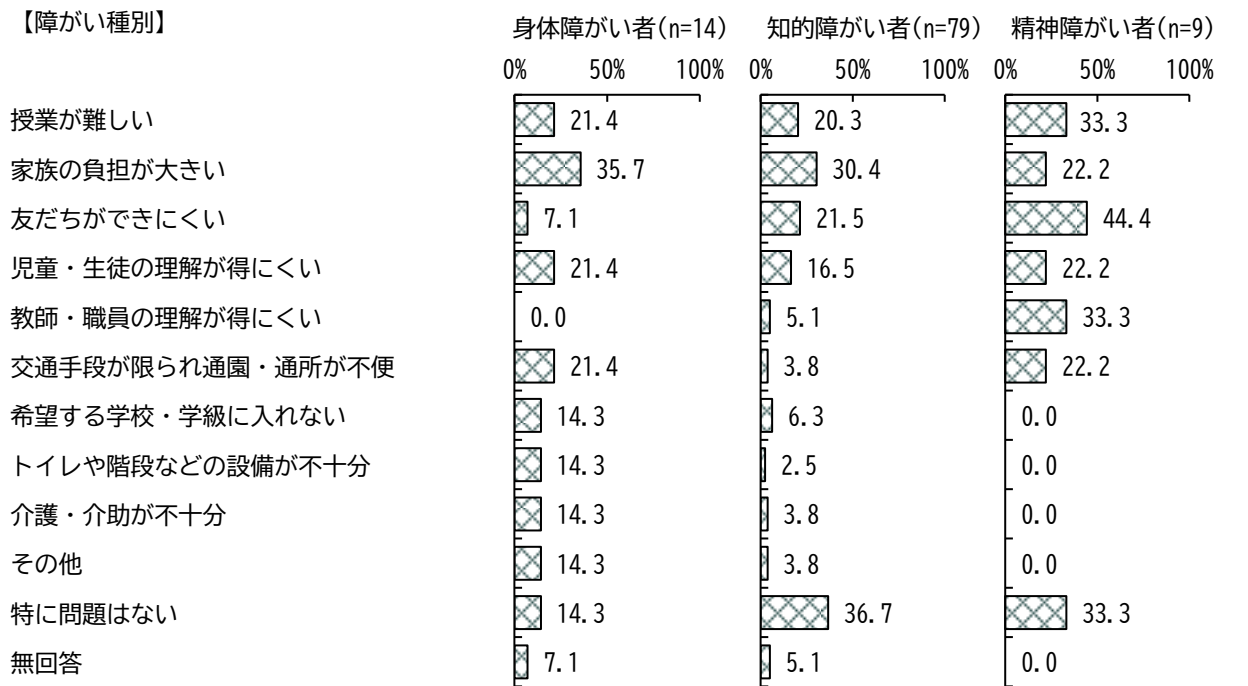 【障がい種別】
身体障がい者(n=14) 知的障がい者(n=79) 精神障がい者(n=9)
0% 50% 100% 0% 50% 100% 0% 50% 100%
授業が難しい 21.4 20.3 33.3
家族の負担が大きい 35.7 30.4 22.2
友だちができにくい 7.1 21.5 44.4
児童・生徒の理解が得にくい 21.4 16.5 22.2
教師・職員の理解が得にくい 0.0 5.1 33.3
交通手段が限られ通園・通所が不便 21.4 3.8 22.2
希望する学校・学級に入れない 14.3 6.3 0.0
トイレや階段などの設備が不十分 14.3 2.5 0.0
介護・介助が不十分 14.3 3.8 0.0
その他 14.3 3.8 0.0
特に問題はない 14.3 36.7 33.3
無回答 7.1 5.1 0.0